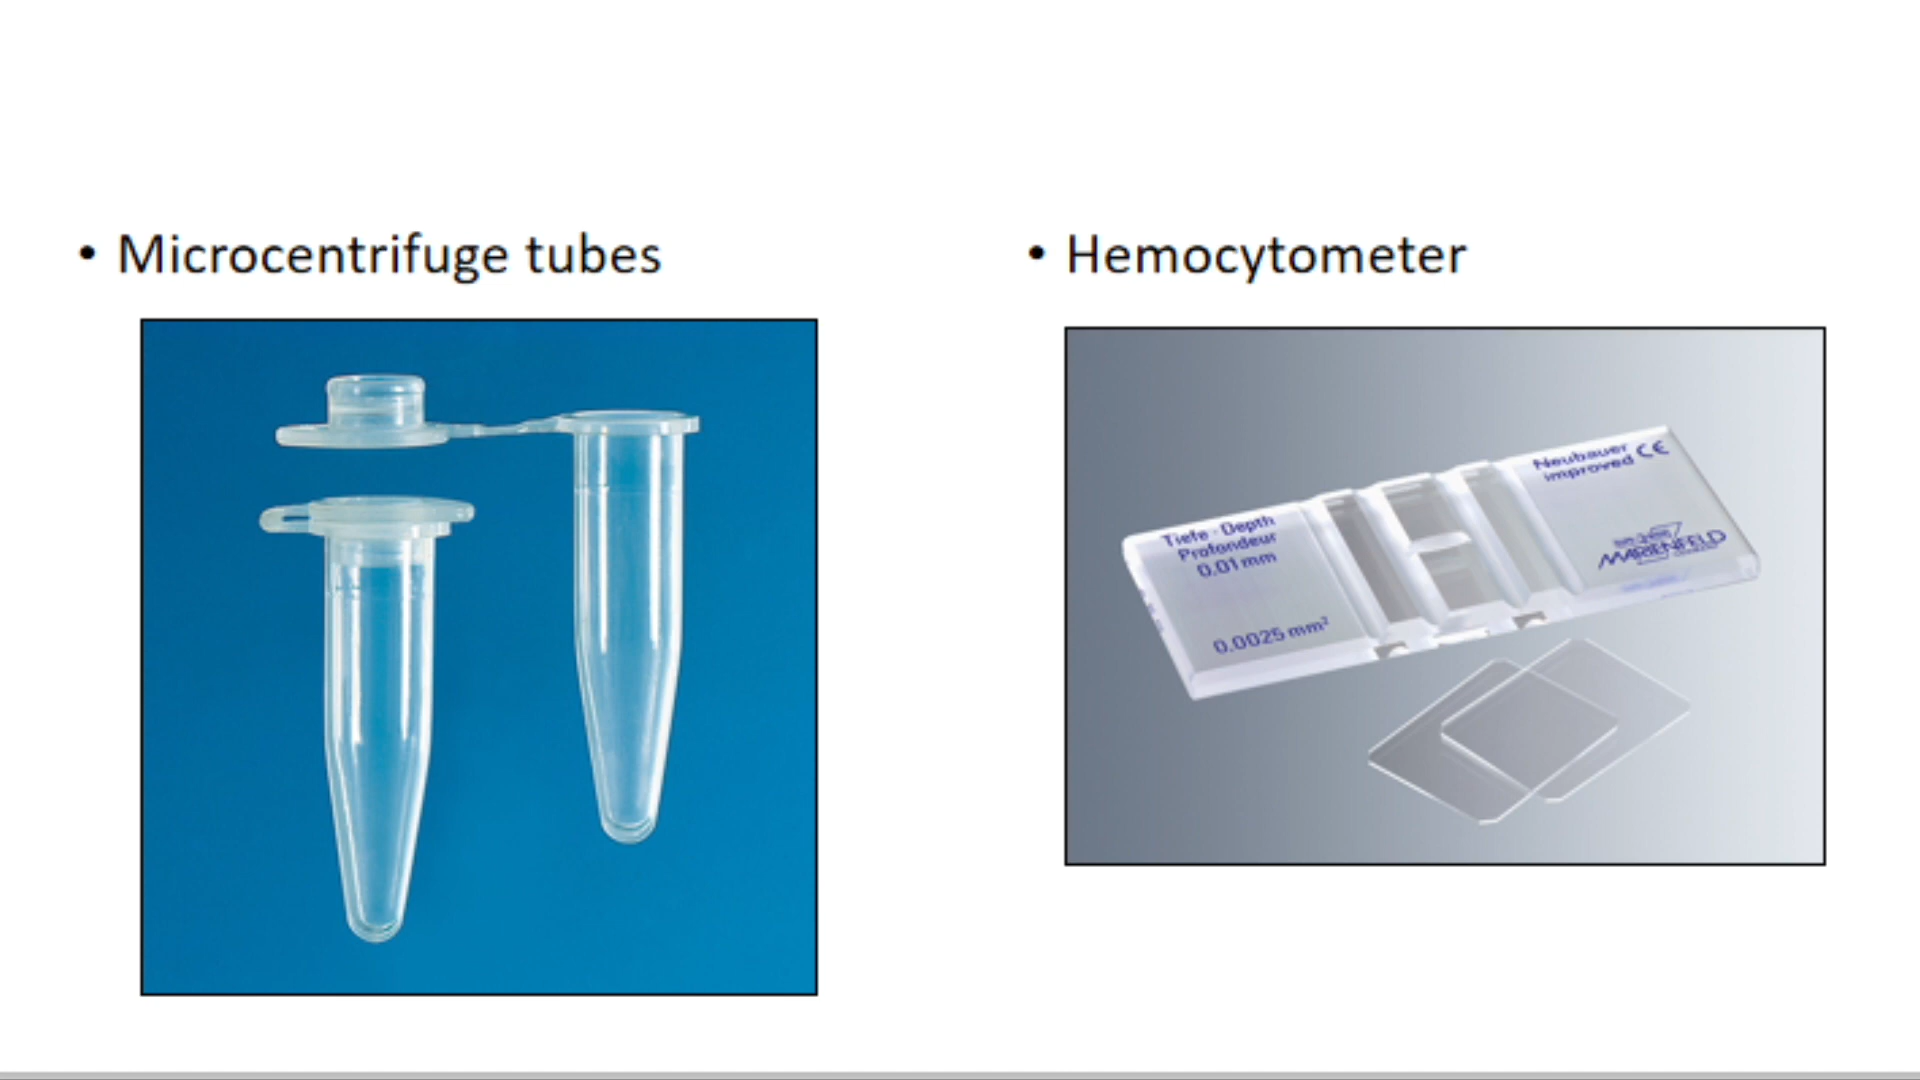 • Microcentrifuge tubes
• Hemocytometer
Neubauer CE
improved
Tiefe · Depth
Profondeur
0.01 mm
0.0025 mm²
MARIENFELD